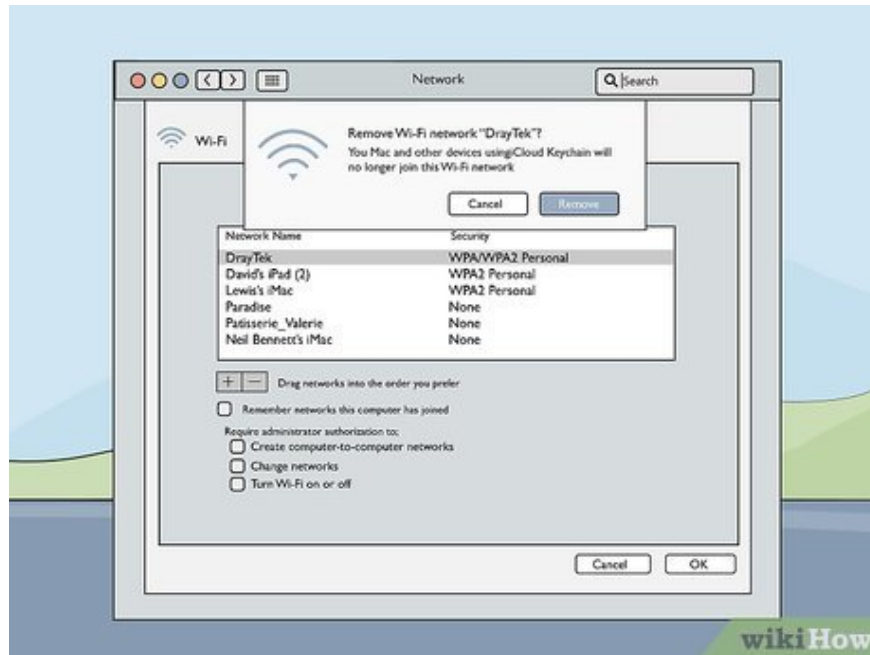 Network
Search
Wi-Fi
Remove Wi-Fi network "DrayTek"?
You Mac and other devices usingiCloud Keychain will
no longer join this Wi-Fi network
Cancel Remove
Network Name Security
DrayTek WPA/WPA2 Personal
David's iPad (2) WPA2 Personal
Lewis's iMac WPA2 Personal
Paradise None
Patisserie_Valerie None
Neil Bennett's iMac None
+ − Drag networks into the order you prefer
Remember networks this computer has joined
Require administrator authorization to;
Create computer-to-computer networks
Change networks
Turn Wi-Fi on or off
Cancel OK
wikiHow